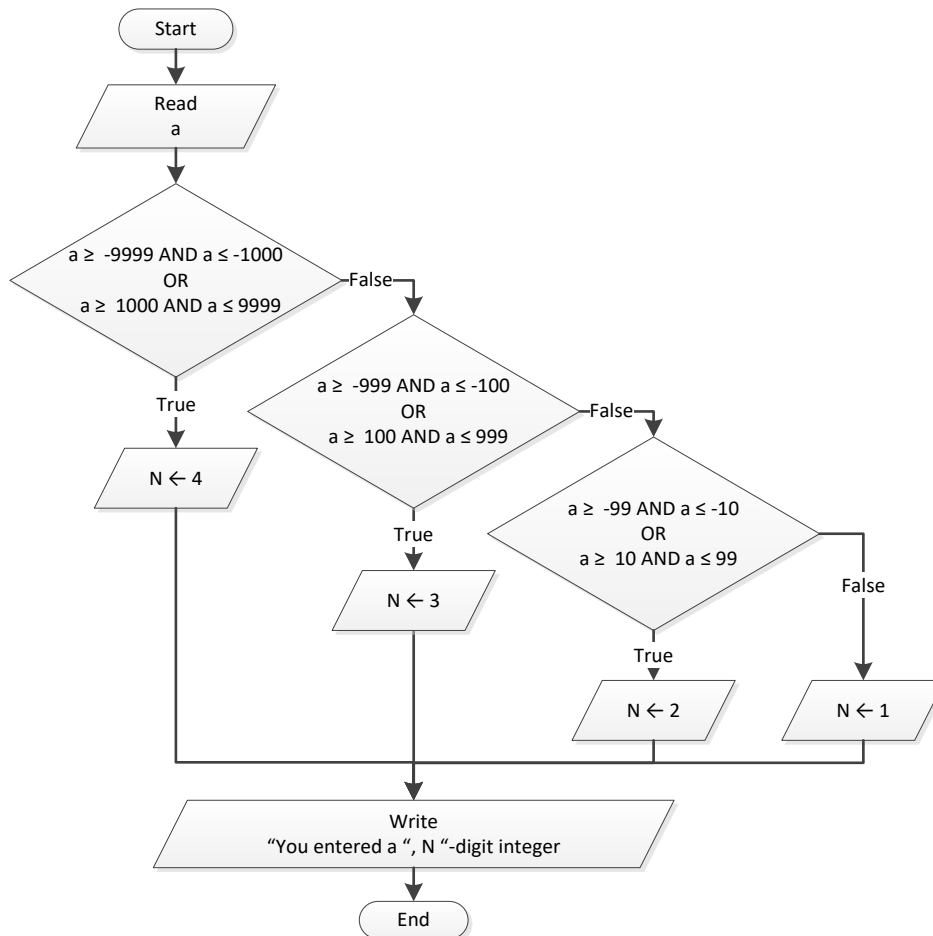 Start
Read
a
a ≥ -9999 AND a ≤ -1000
OR
a ≥ 1000 AND a ≤ 9999
False
a ≥ -999 AND a ≤ -100
OR
a ≥ 100 AND a ≤ 999
True
False
N ← 4
a ≥ -99 AND a ≤ -10
OR
a ≥ 10 AND a ≤ 99
True
False
N ← 3
True
N ← 2
N ← 1
Write
“You entered a “, N “-digit integer
End